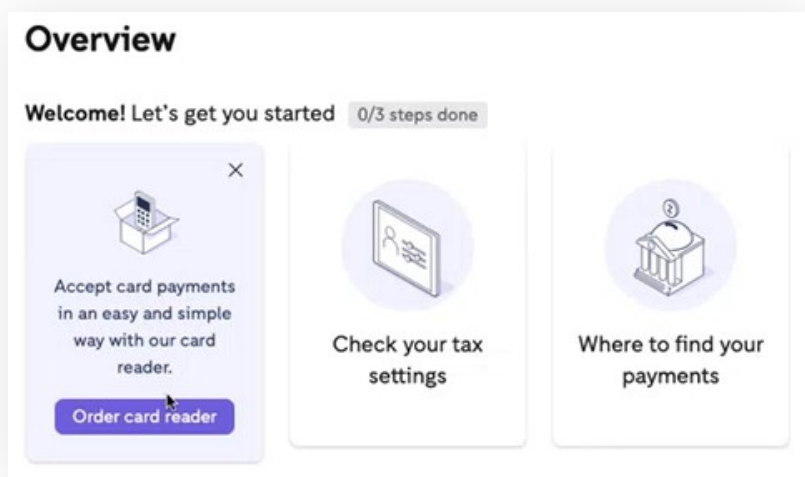 Overview
Welcome! Let's get you started 0/3 steps done
Accept card payments
in an easy and simple
way with our card
reader.
Order card reader
Check your tax
settings
Where to find your
payments